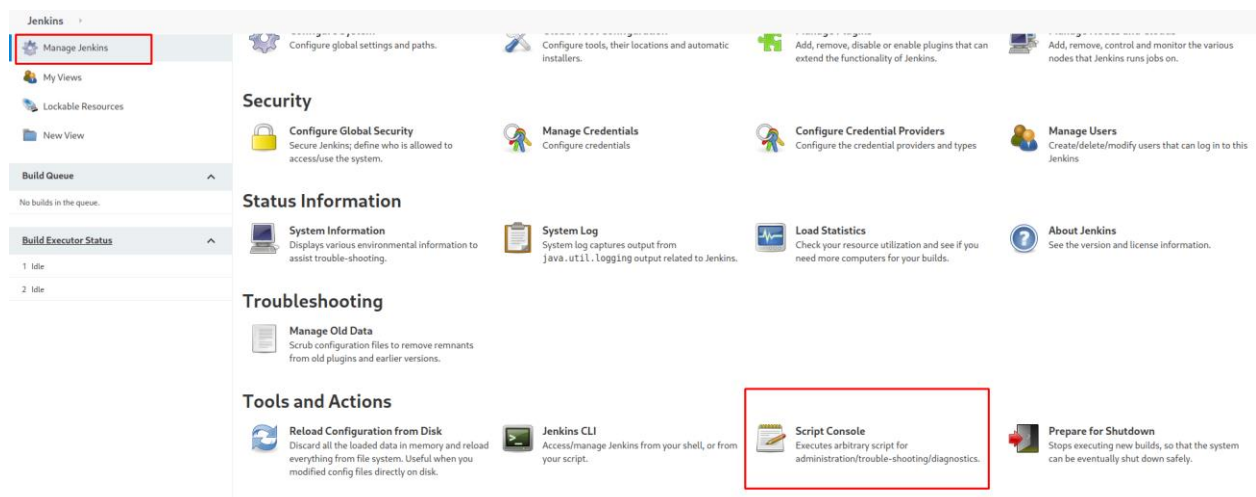 Jenkins
Manage Jenkins
My Views
Lockable Resources
New View
Build Queue
No builds in the queue.
Build Executor Status
1 Idle
2 Idle
Configure global settings and paths.
Configure tools, their locations and automatic
installers.
Add, remove, disable or enable plugins that can
extend the functionality of Jenkins.
Add, remove, control and monitor the various
nodes that Jenkins runs jobs on.
Security
Configure Global Security
Secure Jenkins; define who is allowed to
access/use the system.
Manage Credentials
Configure credentials
Configure Credential Providers
Configure the credential providers and types
Manage Users
Create/delete/modify users that can log in to this
Jenkins
Status Information
System Information
Displays various environmental information to
assist trouble-shooting.
System Log
System log captures output from
java.util.logging output related to Jenkins.
Load Statistics
Check your resource utilization and see if you
need more computers for your builds.
About Jenkins
See the version and license information.
Troubleshooting
Manage Old Data
Scrub configuration files to remove remnants
from old plugins and earlier versions.
Tools and Actions
Reload Configuration from Disk
Discard all the loaded data in memory and reload
everything from file system. Useful when you
modified config files directly on disk.
Jenkins CLI
Access/manage Jenkins from your shell, or from
your script.
Script Console
Executes arbitrary script for
administration/trouble-shooting/diagnostics.
Prepare for Shutdown
Stops executing new builds, so that the system
can be eventually shut down safely.